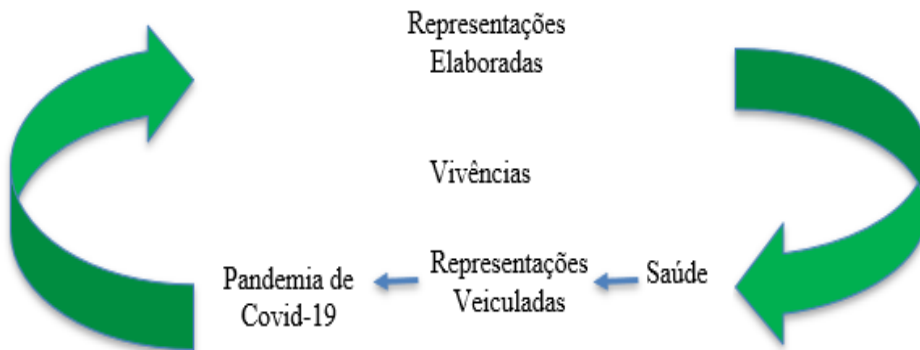 Representações
Elaboradas
Vivências
Pandemia de
Covid-19
Representações
Veiculadas
Saúde